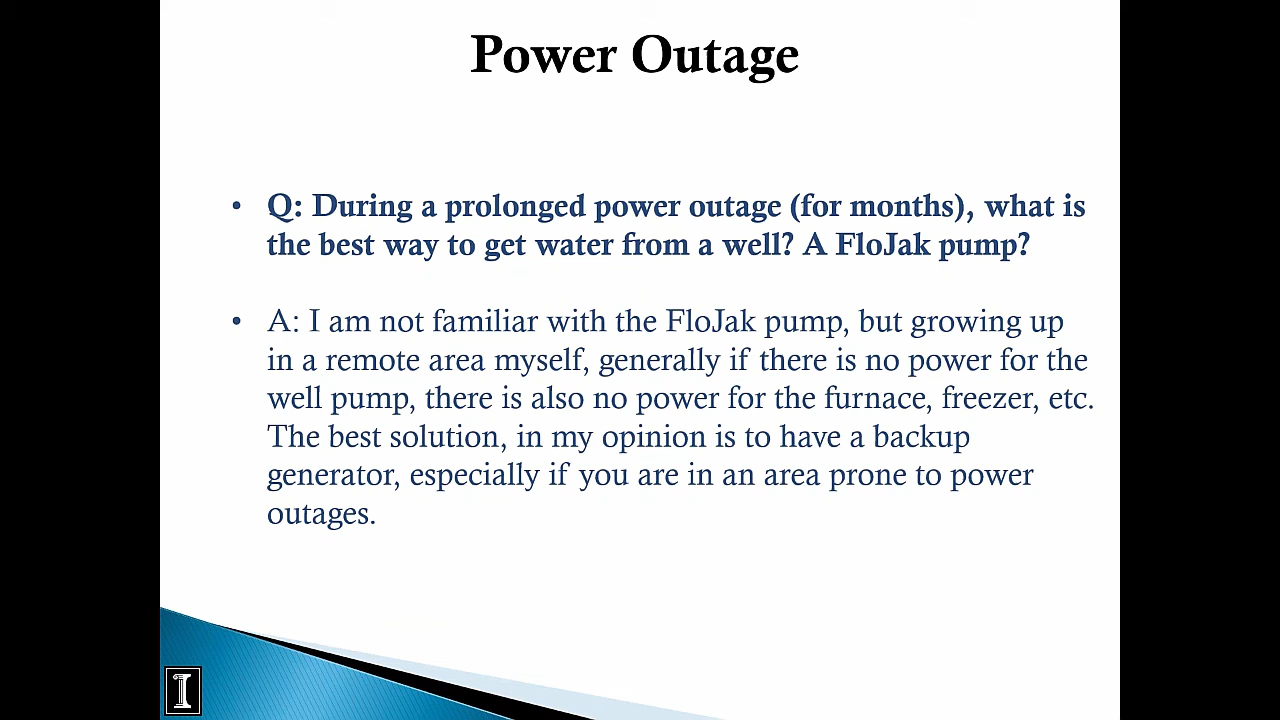 Power Outage
• Q: During a prolonged power outage (for months), what is
the best way to get water from a well? A FloJak pump?
• A: I am not familiar with the FloJak pump, but growing up
in a remote area myself, generally if there is no power for the
well pump, there is also no power for the furnace, freezer, etc.
The best solution, in my opinion is to have a backup
generator, especially if you are in an area prone to power
outages.
I